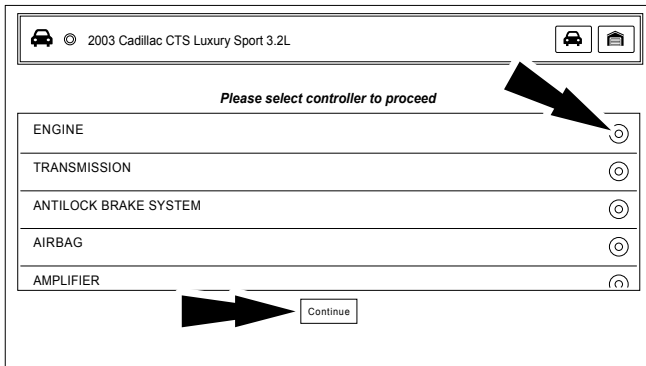 2003 Cadillac CTS Luxury Sport 3.2L
Please select controller to proceed
ENGINE
TRANSMISSION
ANTILOCK BRAKE SYSTEM
AIRBAG
AMPLIFIER
Continue